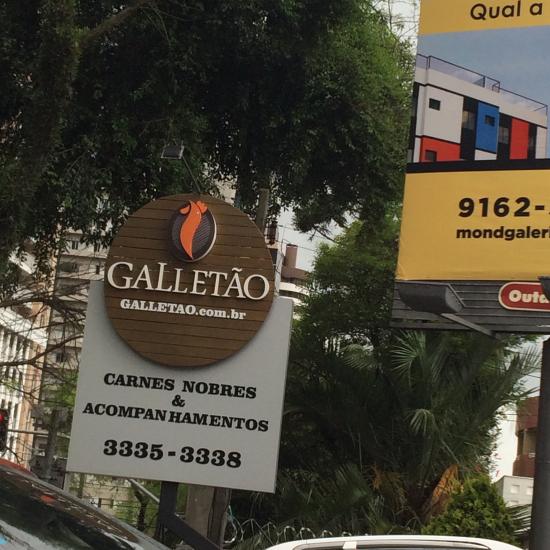 Qual a
9162-
mondgaleri
Outd
GALLETÃO
GALLETAO.com.br
CARNES NOBRES
&
ACOMPANHAMENTOS
3335-3338